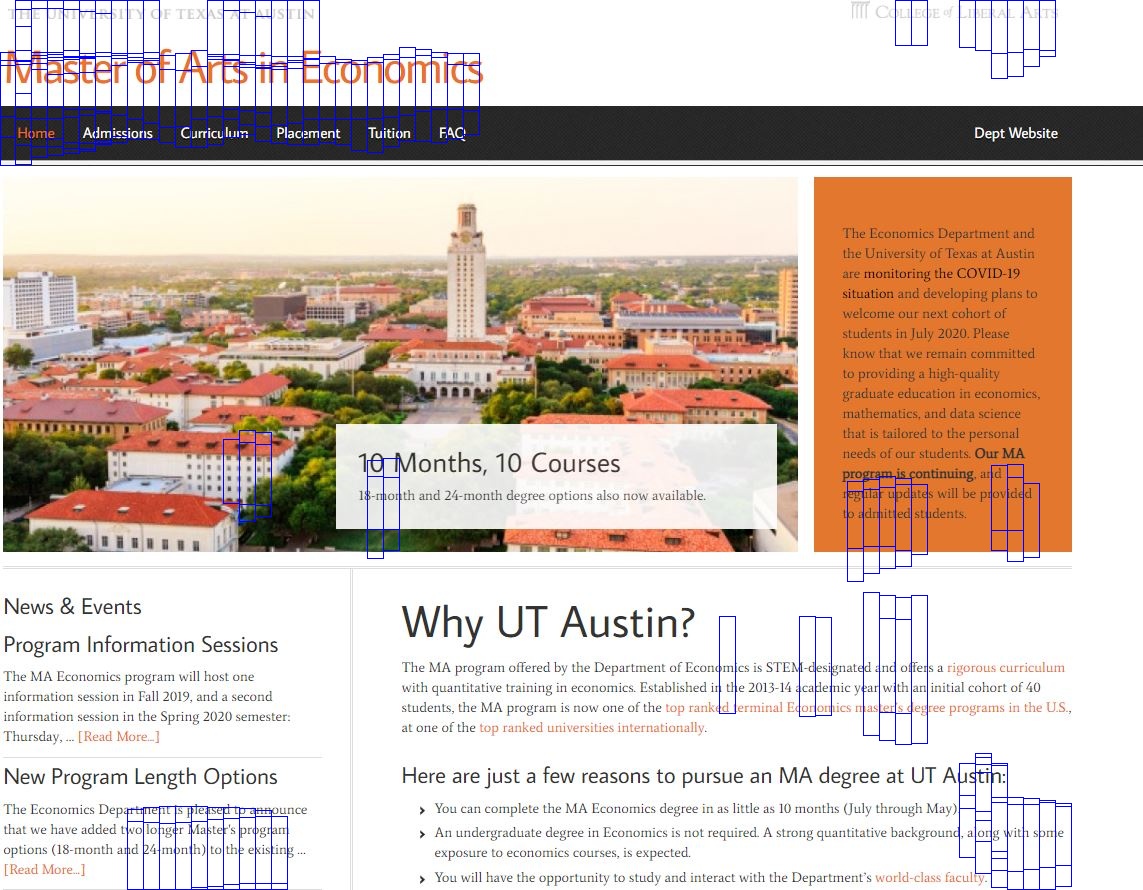 THE UNIVERSITY OF TEXAS AT AUSTIN
COLLEGE of LIBERAL ARTS
Master of Arts in Economics
Home Admissions Curriculum Placement Tuition FAQ Dept Website
The Economics Department and
the University of Texas at Austin
are monitoring the COVID-19
situation and developing plans to
welcome our next cohort of
students in July 2020. Please
know that we remain committed
to providing a high-quality
graduate education in economics,
mathematics, and data science
that is tailored to the personal
needs of our students. Our MA
program is continuing, and
regular updates will be provided
to admitted students.
10 Months, 10 Courses
18-month and 24-month degree options also now available.
News & Events
Program Information Sessions
The MA Economics program will host one
information session in Fall 2019, and a second
information session in the Spring 2020 semester:
Thursday, ... [Read More...]
New Program Length Options
The Economics Department is pleased to announce
that we have added two longer Master's program
options (18-month and 24-month) to the existing ...
[Read More...]
Why UT Austin?
The MA program offered by the Department of Economics is STEM-designated and offers a rigorous curriculum
with quantitative training in economics. Established in the 2013-14 academic year with an initial cohort of 40
students, the MA program is now one of the top ranked terminal Economics master's degree programs in the U.S.,
at one of the top ranked universities internationally.
Here are just a few reasons to pursue an MA degree at UT Austin:
You can complete the MA Economics degree in as little as 10 months (July through May).
An undergraduate degree in Economics is not required. A strong quantitative background, along with some
exposure to economics courses, is expected.
You will have the opportunity to study and interact with the Department's world-class faculty.